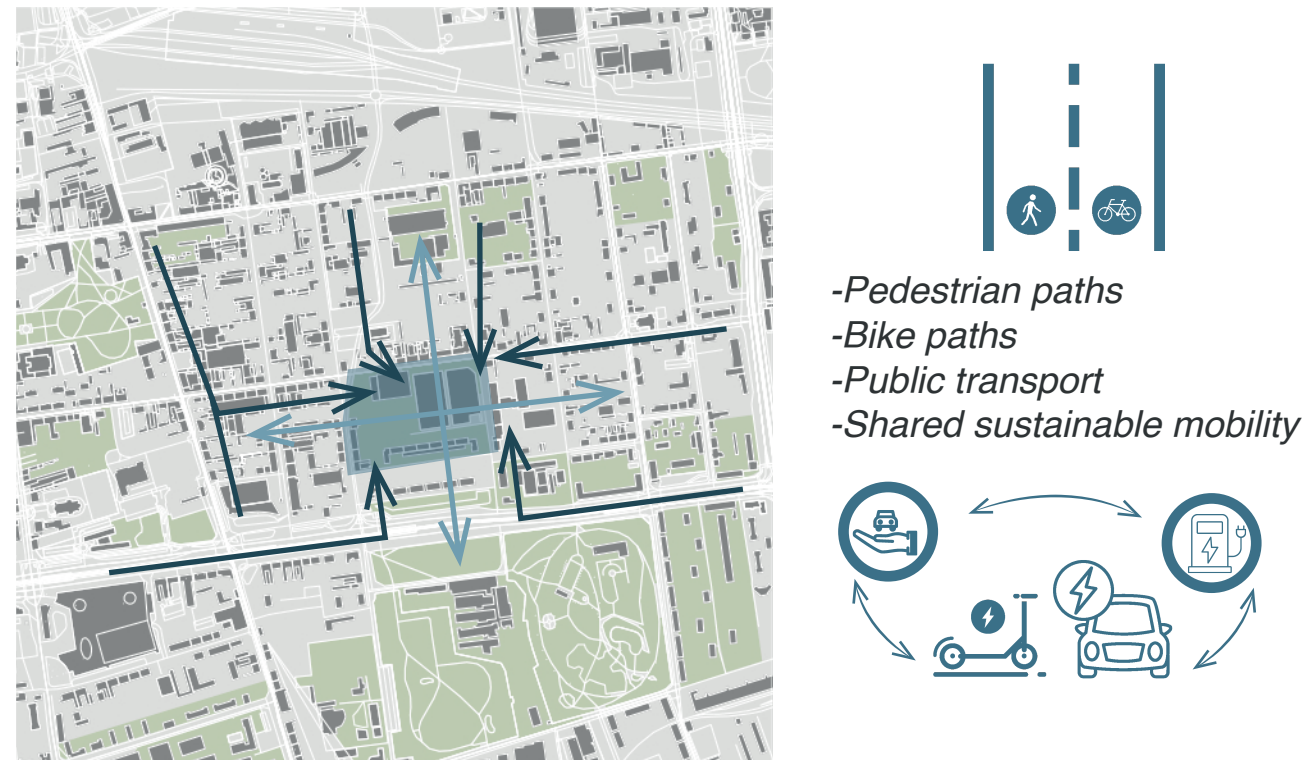 -Pedestrian paths
-Bike paths
-Public transport
-Shared sustainable mobility